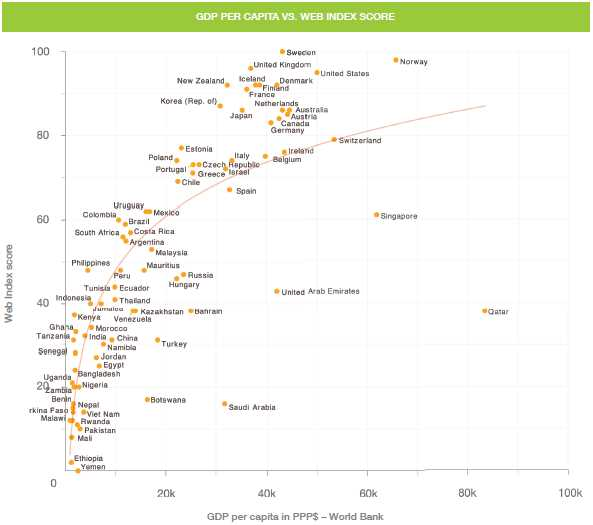 GDP PER CAPITA VS. WEB INDEX SCORE
100
Sweden
Norway
United Kingdom
United States
New Zealand
Iceland
Denmark
Finland
France
Korea (Rep. of)
Netherlands
Australia
Japan
Austria
Canada
Germany
80
Switzerland
Estonia
Ireland
Poland
Italy
Belgium
Portugal
Czech Republic
Israel
Greece
Chile
Spain
60
Uruguay
Mexico
Colombia
Brazil
Singapore
South Africa
Costa Rica
Argentina
Malaysia
Philippines
Peru
Mauritius
Russia
Hungary
Tunisia
Ecuador
United Arab Emirates
40
Indonesia
Thailand
Jamaica
Kenya
Venezuela
Kazakhstan
Bahrain
Qatar
Ghana
Morocco
Tanzania
India
China
Turkey
Namibia
Senegal
Jordan
Egypt
Bangladesh
20
Uganda
Nigeria
Zambia
Benin
Botswana
Nepal
Saudi Arabia
rkina Faso
Viet Nam
Malawi
Rwanda
Pakistan
Mali
Ethiopia
Yemen
0
20k
40k
60k
80k
100k
Web Index score
GDP per capita in PPP$ – World Bank